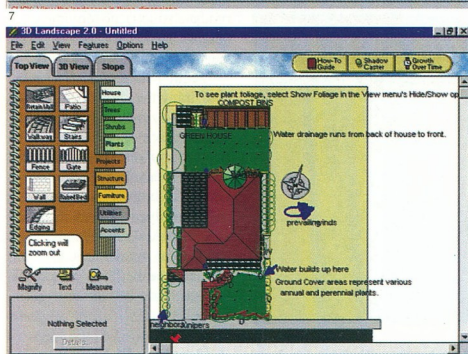 7
3D Landscape 2.0 - Untitled
File Edit View Features Options Help
Top View 3D View Slope
How-To Guide
Shadow Caster
Growth Over Time
House
Trees
Shrubs
Plants
Projects
Structure
Furniture
Utilities
Accents
Retain.Wall Patio
Walkway Stairs
Fence Gate
Wall Raised Bed
Edging
Clicking will
zoom out
Magnify Text Measure
Nothing Selected
Details...
To see plant foliage, select Show Foliage in the View menu's Hide/Show op
COMPOST BINS
GREEN HOUSE
Water drainage runs from back of house to front.
prevailing winds
Water builds up here
Ground Cover areas represent various
annual and perennial plants.
neighbor junipers